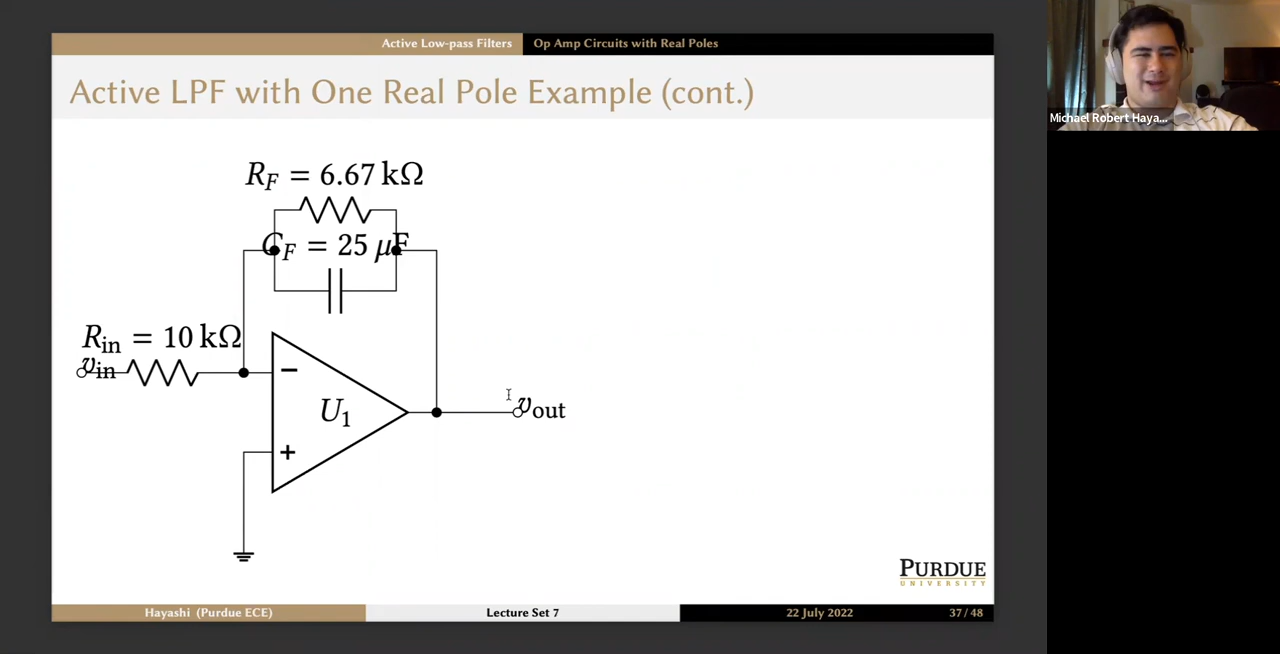 Active Low-pass Filters Op Amp Circuits with Real Poles
Active LPF with One Real Pole Example (cont.)
R_F = 6.67 kΩ
C_F = 25 μF
R_in = 10 kΩ
v_in
−
U_1
+
v_out
PURDUE
UNIVERSITY
Hayashi (Purdue ECE) Lecture Set 7 22 July 2022 37 / 48
Michael Robert Haya...